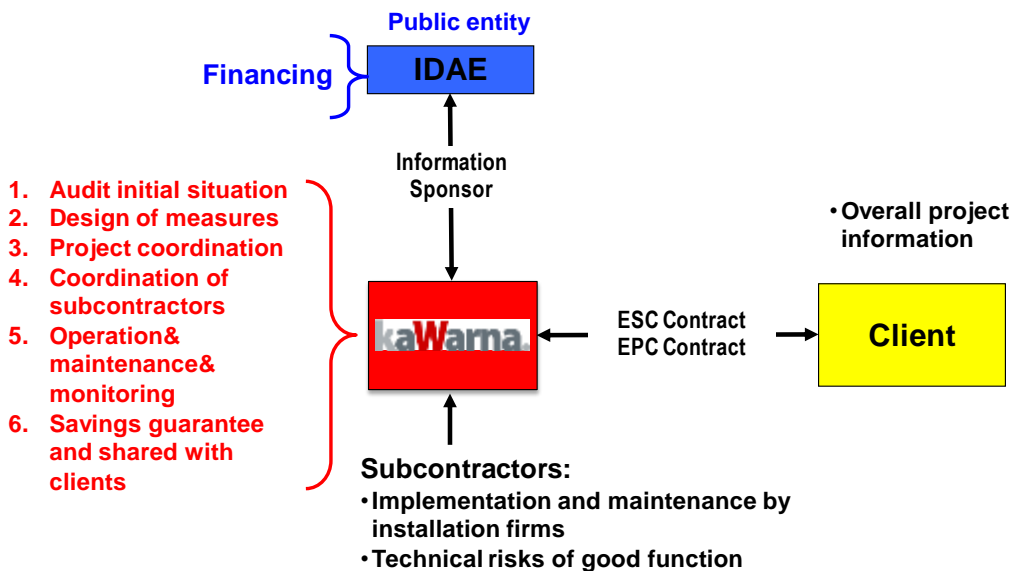 Public entity
Financing
IDAE
Information
Sponsor
1. Audit initial situation
2. Design of measures
3. Project coordination
4. Coordination of
subcontractors
5. Operation&
maintenance&
monitoring
6. Savings guarantee
and shared with
clients
kaWarna.
ESC Contract
EPC Contract
•Overall project
information
Client
Subcontractors:
•Implementation and maintenance by
installation firms
•Technical risks of good function